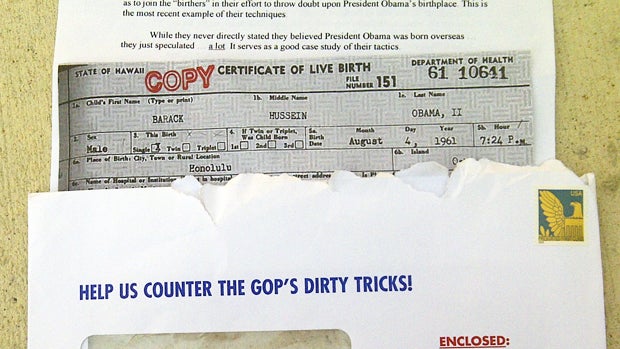 as to join the "birthers" in their effort to throw doubt upon President Obama's birthplace. This is
the most recent example of their techniques
While they never directly stated they believed President Obama was born overseas
they just speculated ... a lot. It serves as a good case study of their tactics.
STATE OF HAWAII COPY CERTIFICATE OF LIVE BIRTH DEPARTMENT OF HEALTH
FILE NUMBER 151 61 10641
1a. Child's First Name (Type or print) 1b. Middle Name 1c. Last Name
BARACK HUSSEIN OBAMA, II
2. Sex 3. This Birth 4. If Twin or Triplet, Was Child Born 5a. Birth Date Month Day Year 5b. Hour
Male Single X Twin Triplet 1st 2nd 3rd August 4, 1961 7:24 P.M.
6a. Place of Birth: City, Town or Rural Location 6b. Island
Honolulu
Name of Hospital or street address
USA
HELP US COUNTER THE GOP'S DIRTY TRICKS!
ENCLOSED: